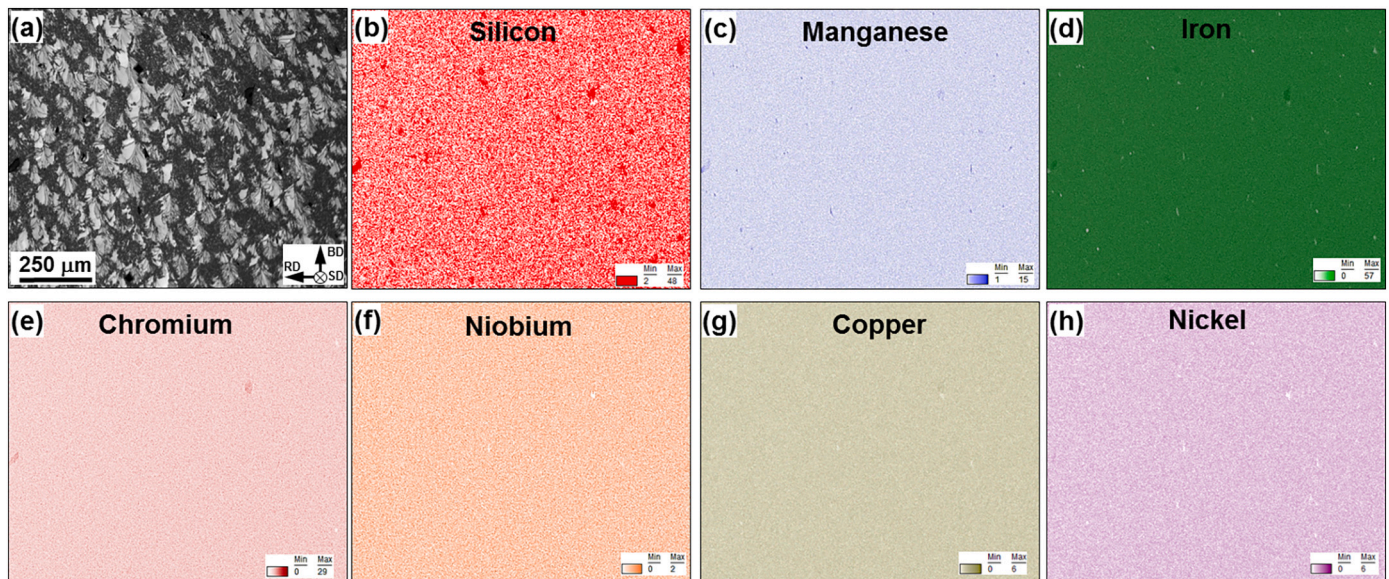 (a)
250 µm
BD
RD
SD
(b) Silicon
Min Max
2 48
(c) Manganese
Min Max
1 15
(d) Iron
Min Max
0 57
(e) Chromium
Min Max
0 29
(f) Niobium
Min Max
0 2
(g) Copper
Min Max
0 6
(h) Nickel
Min Max
0 6